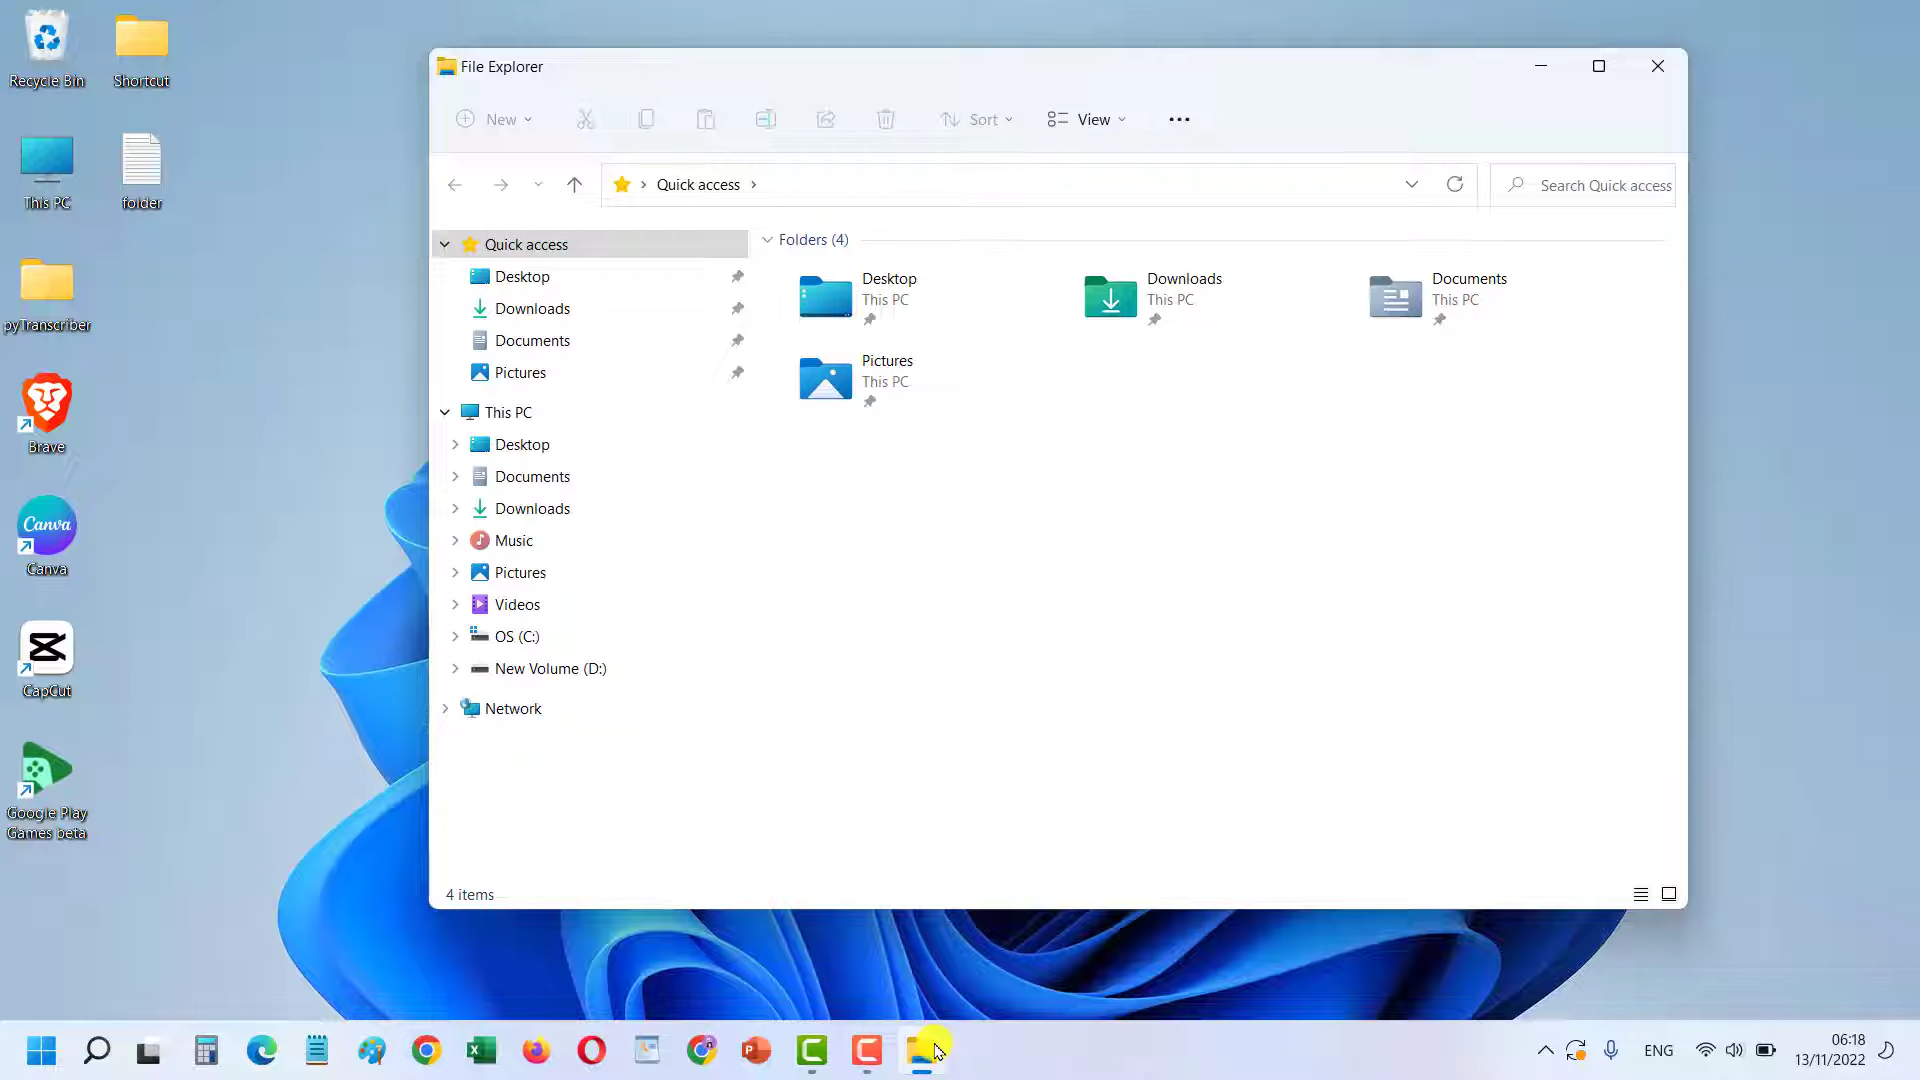 Recycle Bin
Shortcut
This PC
folder
pyTranscriber
Brave
Canva
Canva
CapCut
Google Play
Games beta
File Explorer
New
Sort
View
Quick access
Search Quick access
Quick access
Desktop
Downloads
Documents
Pictures
This PC
Desktop
Documents
Downloads
Music
Pictures
Videos
OS (C:)
New Volume (D:)
Network
Folders (4)
Desktop
This PC
Downloads
This PC
Documents
This PC
Pictures
This PC
4 items
ENG
06:18
13/11/2022